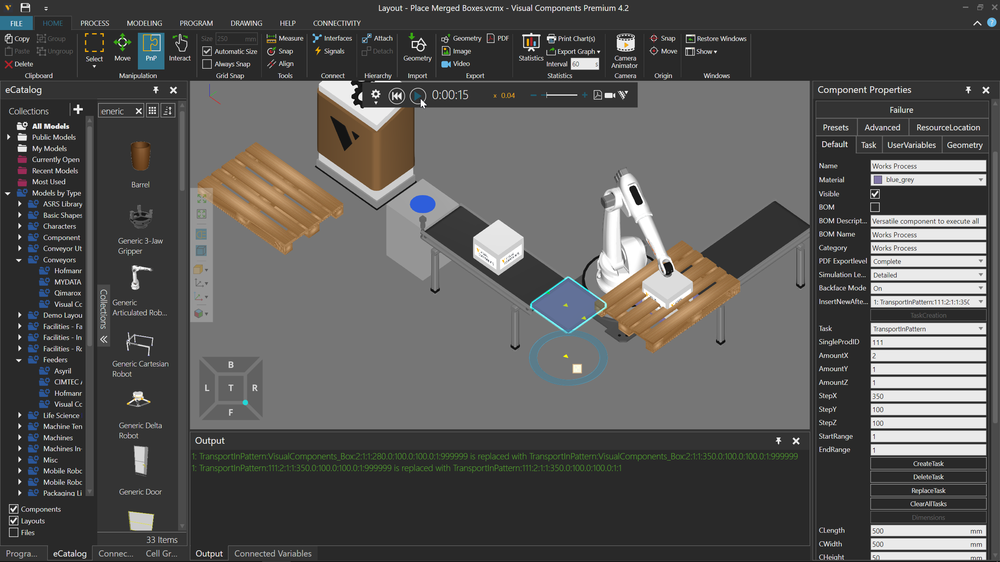 Layout - Place Merged Boxes.vcmx - Visual Components Premium 4.2
FILE
HOME
PROCESS
MODELING
PROGRAM
DRAWING
HELP
CONNECTIVITY
Copy
Group
Paste
Ungroup
Delete
Clipboard
Select
Move
PnP
Interact
Manipulation
Size
250 mm
Automatic Size
Always Snap
Grid Snap
Measure
Snap
Align
Tools
Interfaces
Signals
Connect
Attach
Detach
Hierarchy
Geometry
Import
Geometry
PDF
Image
Video
Export
Statistics
Print Chart(s)
Export Graph
Interval 60 s
Statistics
Camera
Animator
Camera
Snap
Move
Origin
Restore Windows
Show
Windows
eCatalog
Collections
All Models
Public Models
My Models
Currently Open
Recent Models
Most Used
Models by Type
ASRS Library
Basic Shapes
Characters
Component
Conveyor Ut
Conveyors
Hofmann
MYDATA
Qimarox
Visual Co
Demo Layou
Facilities - Fa
Facilities - In
Facilities - Ro
Feeders
Asyril
CIMTEC
Hofmann
Visual Co
Life Science
Machine Ten
Machines
Machines In-
Misc
Mobile Robo
Mobile Robo
Packaging Li
Components
Layouts
Files
eneric
Barrel
Generic 3-Jaw
Gripper
Generic
Articulated Rob...
Generic Cartesian
Robot
Generic Delta
Robot
Generic Door
33 Items
Collections
Progra...
eCatalog
Connec...
Cell Gr...
0:00:15
x 0.04
VISUAL
COMPONENTS
VISUAL
COMPONENTS
B
L
T
R
F
Output
1: TransportInPattern:VisualComponents_Box:2:1:1:280.0:100.0:100.0:1:999999 is replaced with TransportInPattern:VisualComponents_Box:2:1:1:350.0:100.0:100.0:1:999999
1: TransportInPattern:111:2:1:1:350.0:100.0:100.0:1:999999 is replaced with TransportInPattern:111:2:1:1:350.0:100.0:100.0:1:1
Output
Connected Variables
Component Properties
Failure
Presets
Advanced
ResourceLocation
Default
Task
UserVariables
Geometry
Name Works Process
Material blue_grey
Visible
BOM
BOM Descript... Versatile component to execute all
BOM Name Works Process
Category Works Process
PDF Exportlevel Complete
Simulation Le... Detailed
Backface Mode On
InsertNewAfte... 1: TransportInPattern:111:2:1:1:350
TaskCreation
Task TransportInPattern
SingleProdID 111
AmountX 2
AmountY 1
AmountZ 1
StepX 350
StepY 100
StepZ 100
StartRange 1
EndRange 1
CreateTask
DeleteTask
ReplaceTask
ClearAllTasks
Dimensions
CLength 500 mm
CWidth 500 mm
CHeight 50 mm